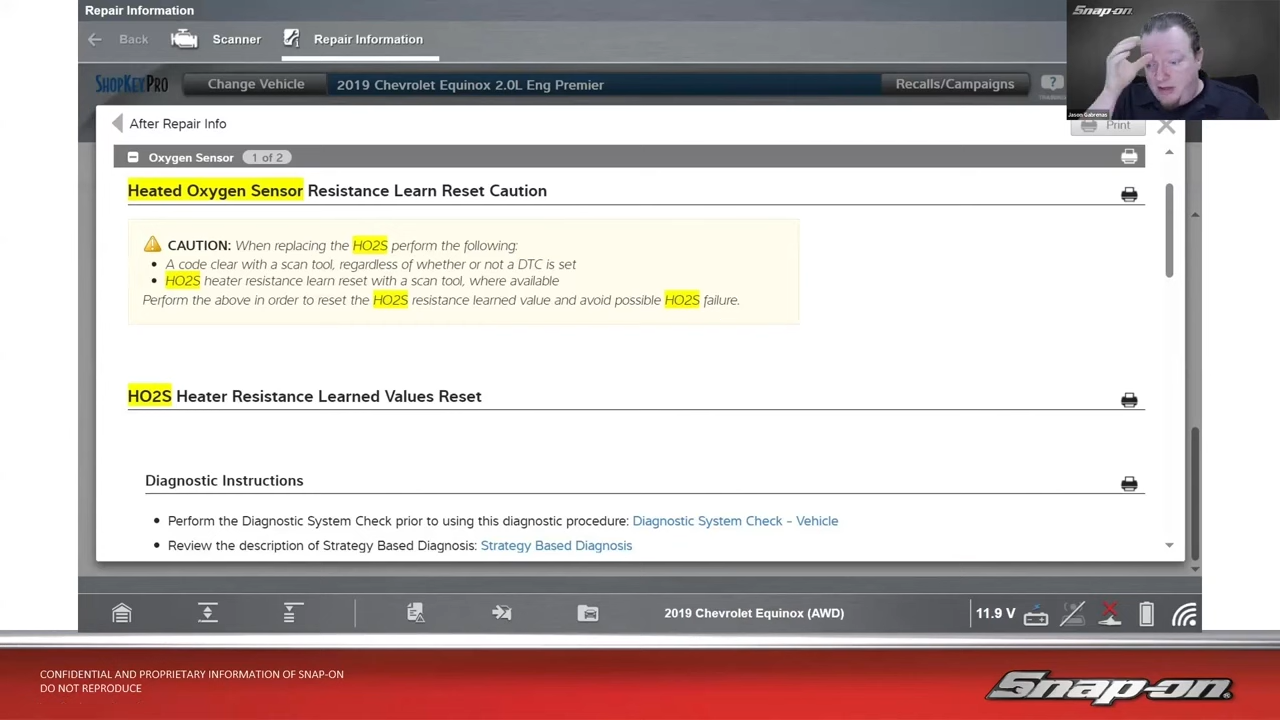 Repair Information
Snap-on
Back
Scanner
Repair Information
SHOPKEYPRO
Change Vehicle
2019 Chevrolet Equinox 2.0L Eng Premier
Recalls/Campaigns
?
Jason Gabrenas
After Repair Info
Print
Oxygen Sensor 1 of 2
Heated Oxygen Sensor Resistance Learn Reset Caution
CAUTION: When replacing the HO2S perform the following:
• A code clear with a scan tool, regardless of whether or not a DTC is set
• HO2S heater resistance learn reset with a scan tool, where available
Perform the above in order to reset the HO2S resistance learned value and avoid possible HO2S failure.
HO2S Heater Resistance Learned Values Reset
Diagnostic Instructions
• Perform the Diagnostic System Check prior to using this diagnostic procedure: Diagnostic System Check - Vehicle
• Review the description of Strategy Based Diagnosis: Strategy Based Diagnosis
2019 Chevrolet Equinox (AWD)
11.9 V
CONFIDENTIAL AND PROPRIETARY INFORMATION OF SNAP-ON
DO NOT REPRODUCE
Snap-on